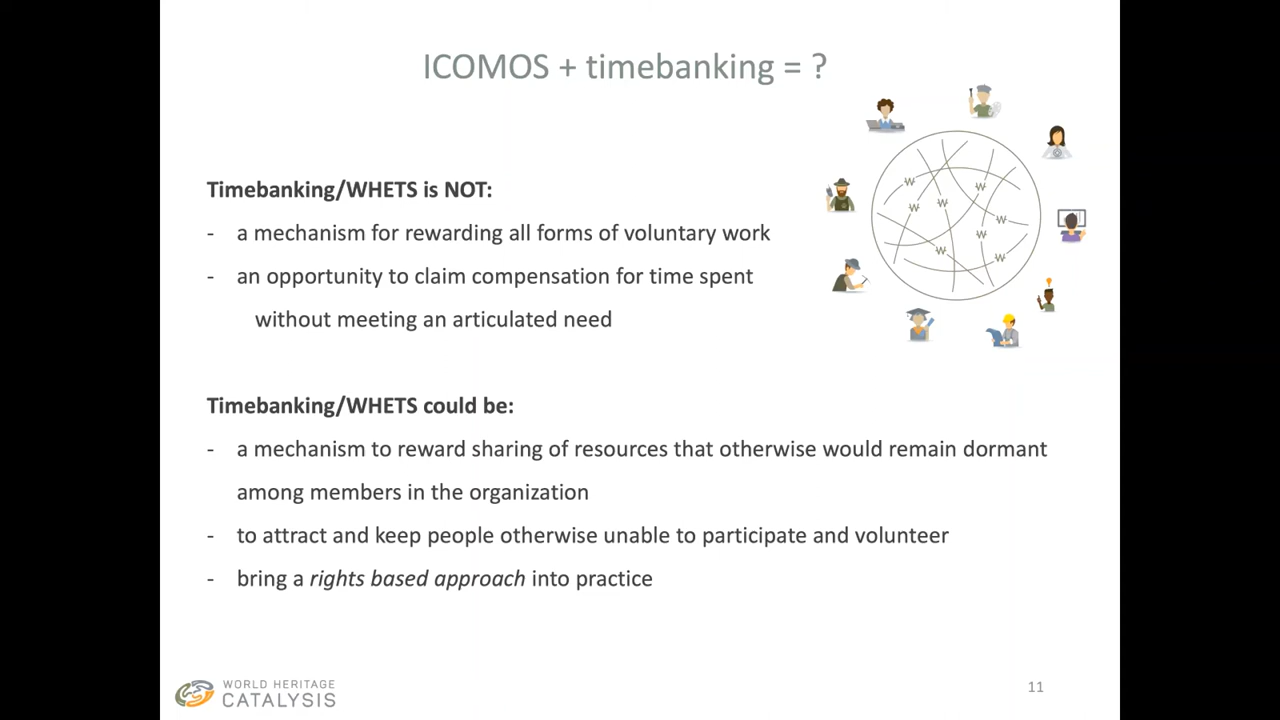 ICOMOS + timebanking = ?
Timebanking/WHETS is NOT:
- a mechanism for rewarding all forms of voluntary work
- an opportunity to claim compensation for time spent
without meeting an articulated need
Timebanking/WHETS could be:
- a mechanism to reward sharing of resources that otherwise would remain dormant
among members in the organization
- to attract and keep people otherwise unable to participate and volunteer
- bring a rights based approach into practice
WORLD HERITAGE
CATALYSIS
11